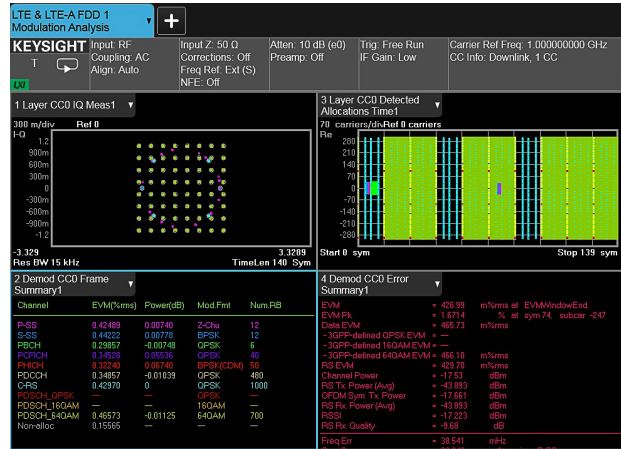 LTE & LTE-A FDD 1
Modulation Analysis
KEYSIGHT
T
LXI
Input: RF
Coupling: AC
Align: Auto
Input Z: 50 Ω
Corrections: Off
Freq Ref: Ext (S)
NFE: Off
Atten: 10 dB (e0)
Preamp: Off
Trig: Free Run
IF Gain: Low
Carrier Ref Freq: 1.000000000 GHz
CC Info: Downlink, 1 CC
1 Layer CC0 IQ Meas1
300 m/div Ref 0
I-Q
1.2
900m
600m
300m
0
-300m
-600m
-900m
-1.2
-3.329 3.3289
Res BW 15 kHz TimeLen 140 Sym
3 Layer CC0 Detected
Allocations Time1
70 carriers/div Ref 0 carriers
Re
280
210
140
70
0
-70
-140
-210
-280
Start 0 sym Stop 139 sym
2 Demod CC0 Frame
Summary1
Channel EVM(%rms) Power(dB) Mod.Fmt Num.RB
P-SS 0.42489 0.00740 Z-Chu 12
S-SS 0.44222 0.00778 BPSK 12
PBCH 0.29857 -0.00748 QPSK 6
PCFICH 0.34528 0.05536 QPSK 40
PHICH 0.32240 0.06740 BPSK(CDM) 50
PDCCH 0.34857 -0.01039 QPSK 480
C-RS 0.42970 0 QPSK 1000
PDSCH_QPSK — — QPSK —
PDSCH_16QAM — — 16QAM —
PDSCH_64QAM 0.46573 -0.01125 64QAM 700
Non-alloc 0.15565
4 Demod CC0 Error
Summary1
EVM = 426.99 m%rms at EVMWindowEnd
EVM Pk = 1.6714 % at sym 74, subcar -247
Data EVM = 465.73 m%rms
-3GPP-defined QPSK EVM = —
-3GPP-defined 16QAM EVM = —
-3GPP-defined 64QAM EVM = 466.10 m%rms
RS EVM = 429.70 m%rms
Channel Power = -17.53 dBm
RS Tx. Power (Avg) = -43.893 dBm
OFDM Sym. Tx. Power = -17.661 dBm
RS Rx. Power (Avg) = -43.893 dBm
RSSI = -17.223 dBm
RS Rx. Quality = -9.68 dB
Freq Err = 38.541 mHz